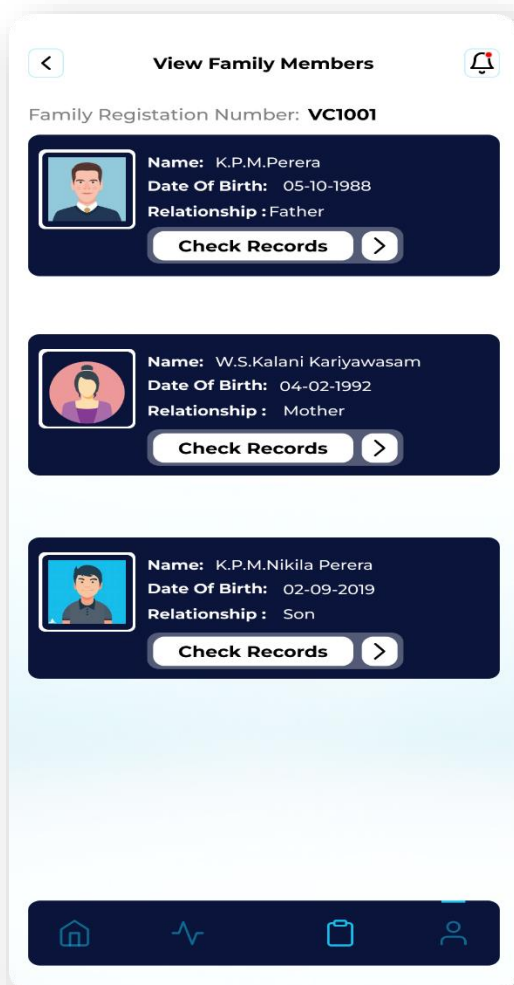 View Family Members
Family Registation Number: VC1001
Name: K.P.M.Perera
Date Of Birth: 05-10-1988
Relationship : Father
Check Records
Name: W.S.Kalani Kariyawasam
Date Of Birth: 04-02-1992
Relationship : Mother
Check Records
Name: K.P.M.Nikila Perera
Date Of Birth: 02-09-2019
Relationship : Son
Check Records